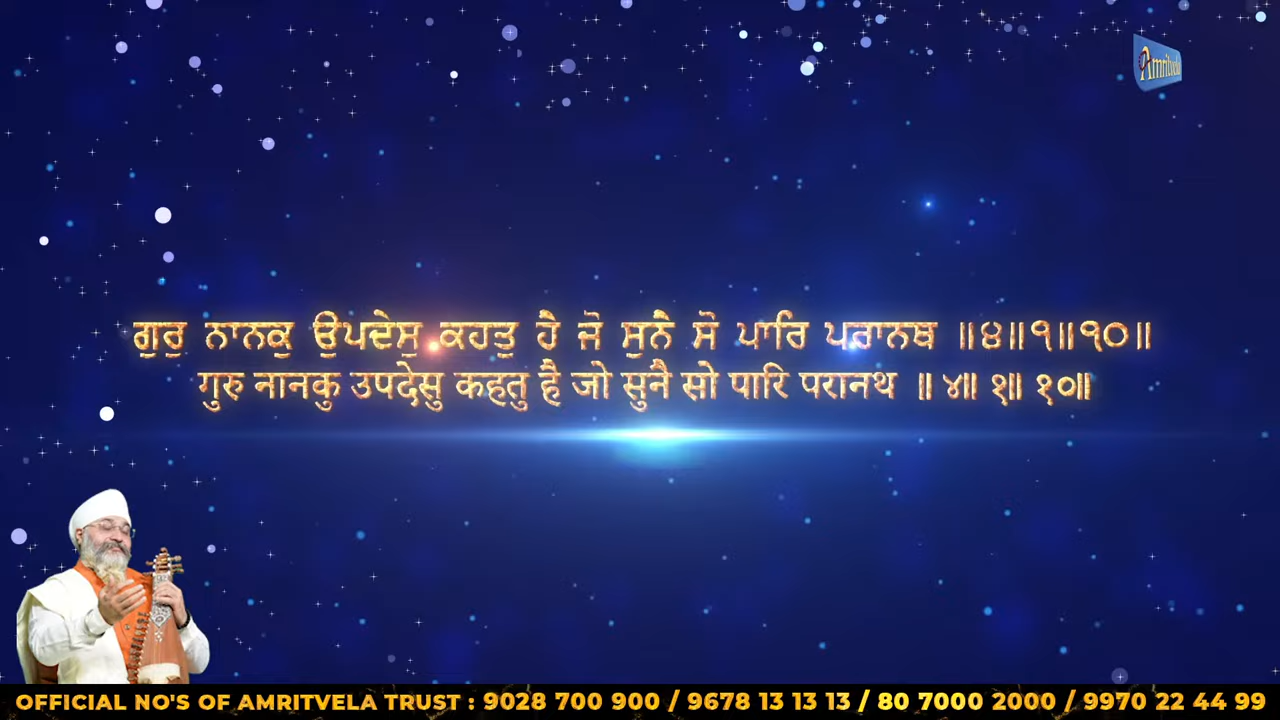 Amritvela
ਗੁਰੁ ਨਾਨਕੁ ਉਪਦੇਸੁ ਕਹਤੁ ਹੈ ਜੋ ਸੁਨੈ ਸੋ ਪਾਰਿ ਪਰਾਨਥ ॥੪॥੧॥੧੦॥
गुरु नानकु उपदेसु कहतु है जो सुनै सो पारि परानथ ॥ ४॥ १॥ १०॥
OFFICIAL NO'S OF AMRITVELA TRUST : 9028 700 900 / 9678 13 13 13 / 80 7000 2000 / 9970 22 44 99